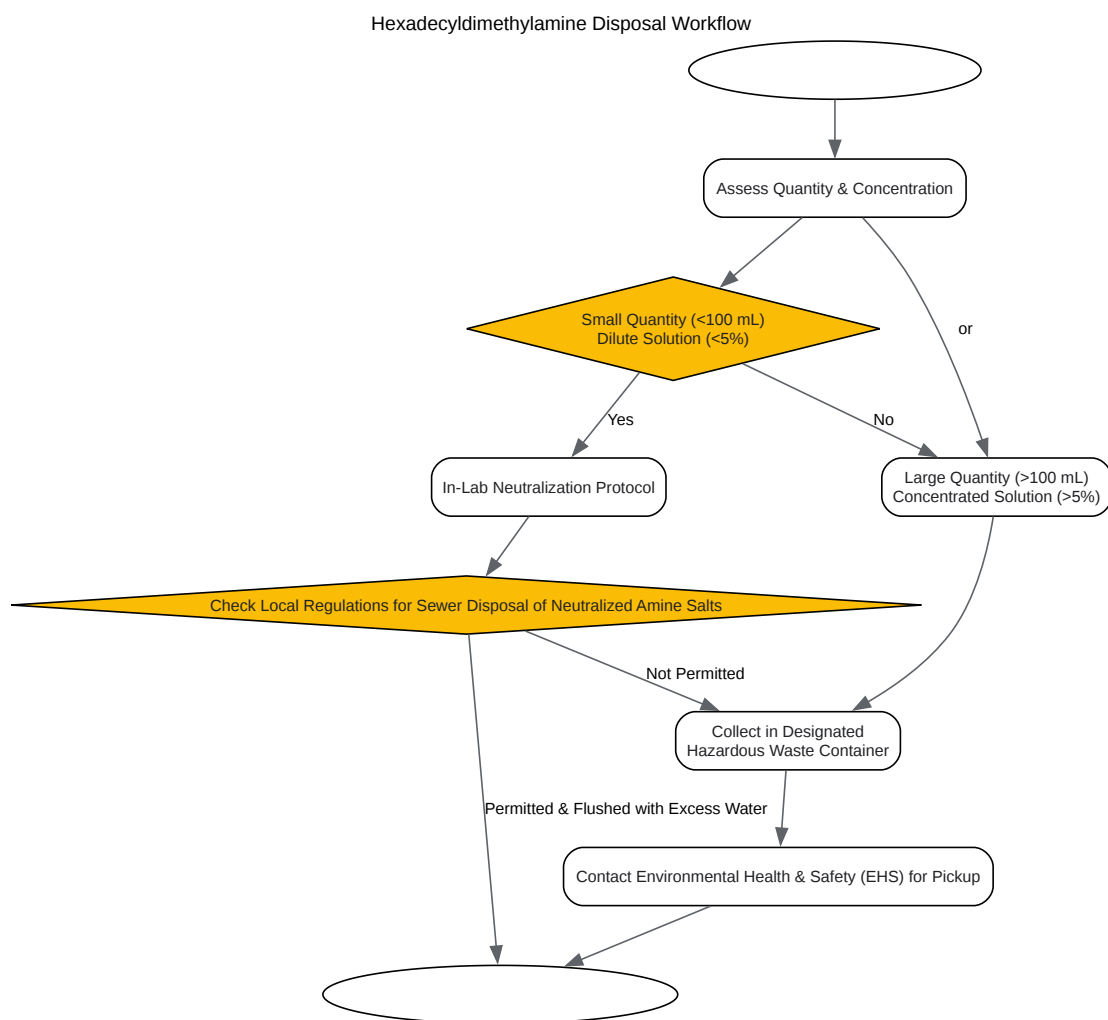 Hexadecyldimethylamine Disposal Workflow
Assess Quantity & Concentration
Small Quantity (<100 mL)
Dilute Solution (<5%)
or
Yes
No
In-Lab Neutralization Protocol
Large Quantity (>100 mL)
Concentrated Solution (>5%)
Check Local Regulations for Sewer Disposal of Neutralized Amine Salts
Not Permitted
Collect in Designated
Hazardous Waste Container
Permitted & Flushed with Excess Water
Contact Environmental Health & Safety (EHS) for Pickup